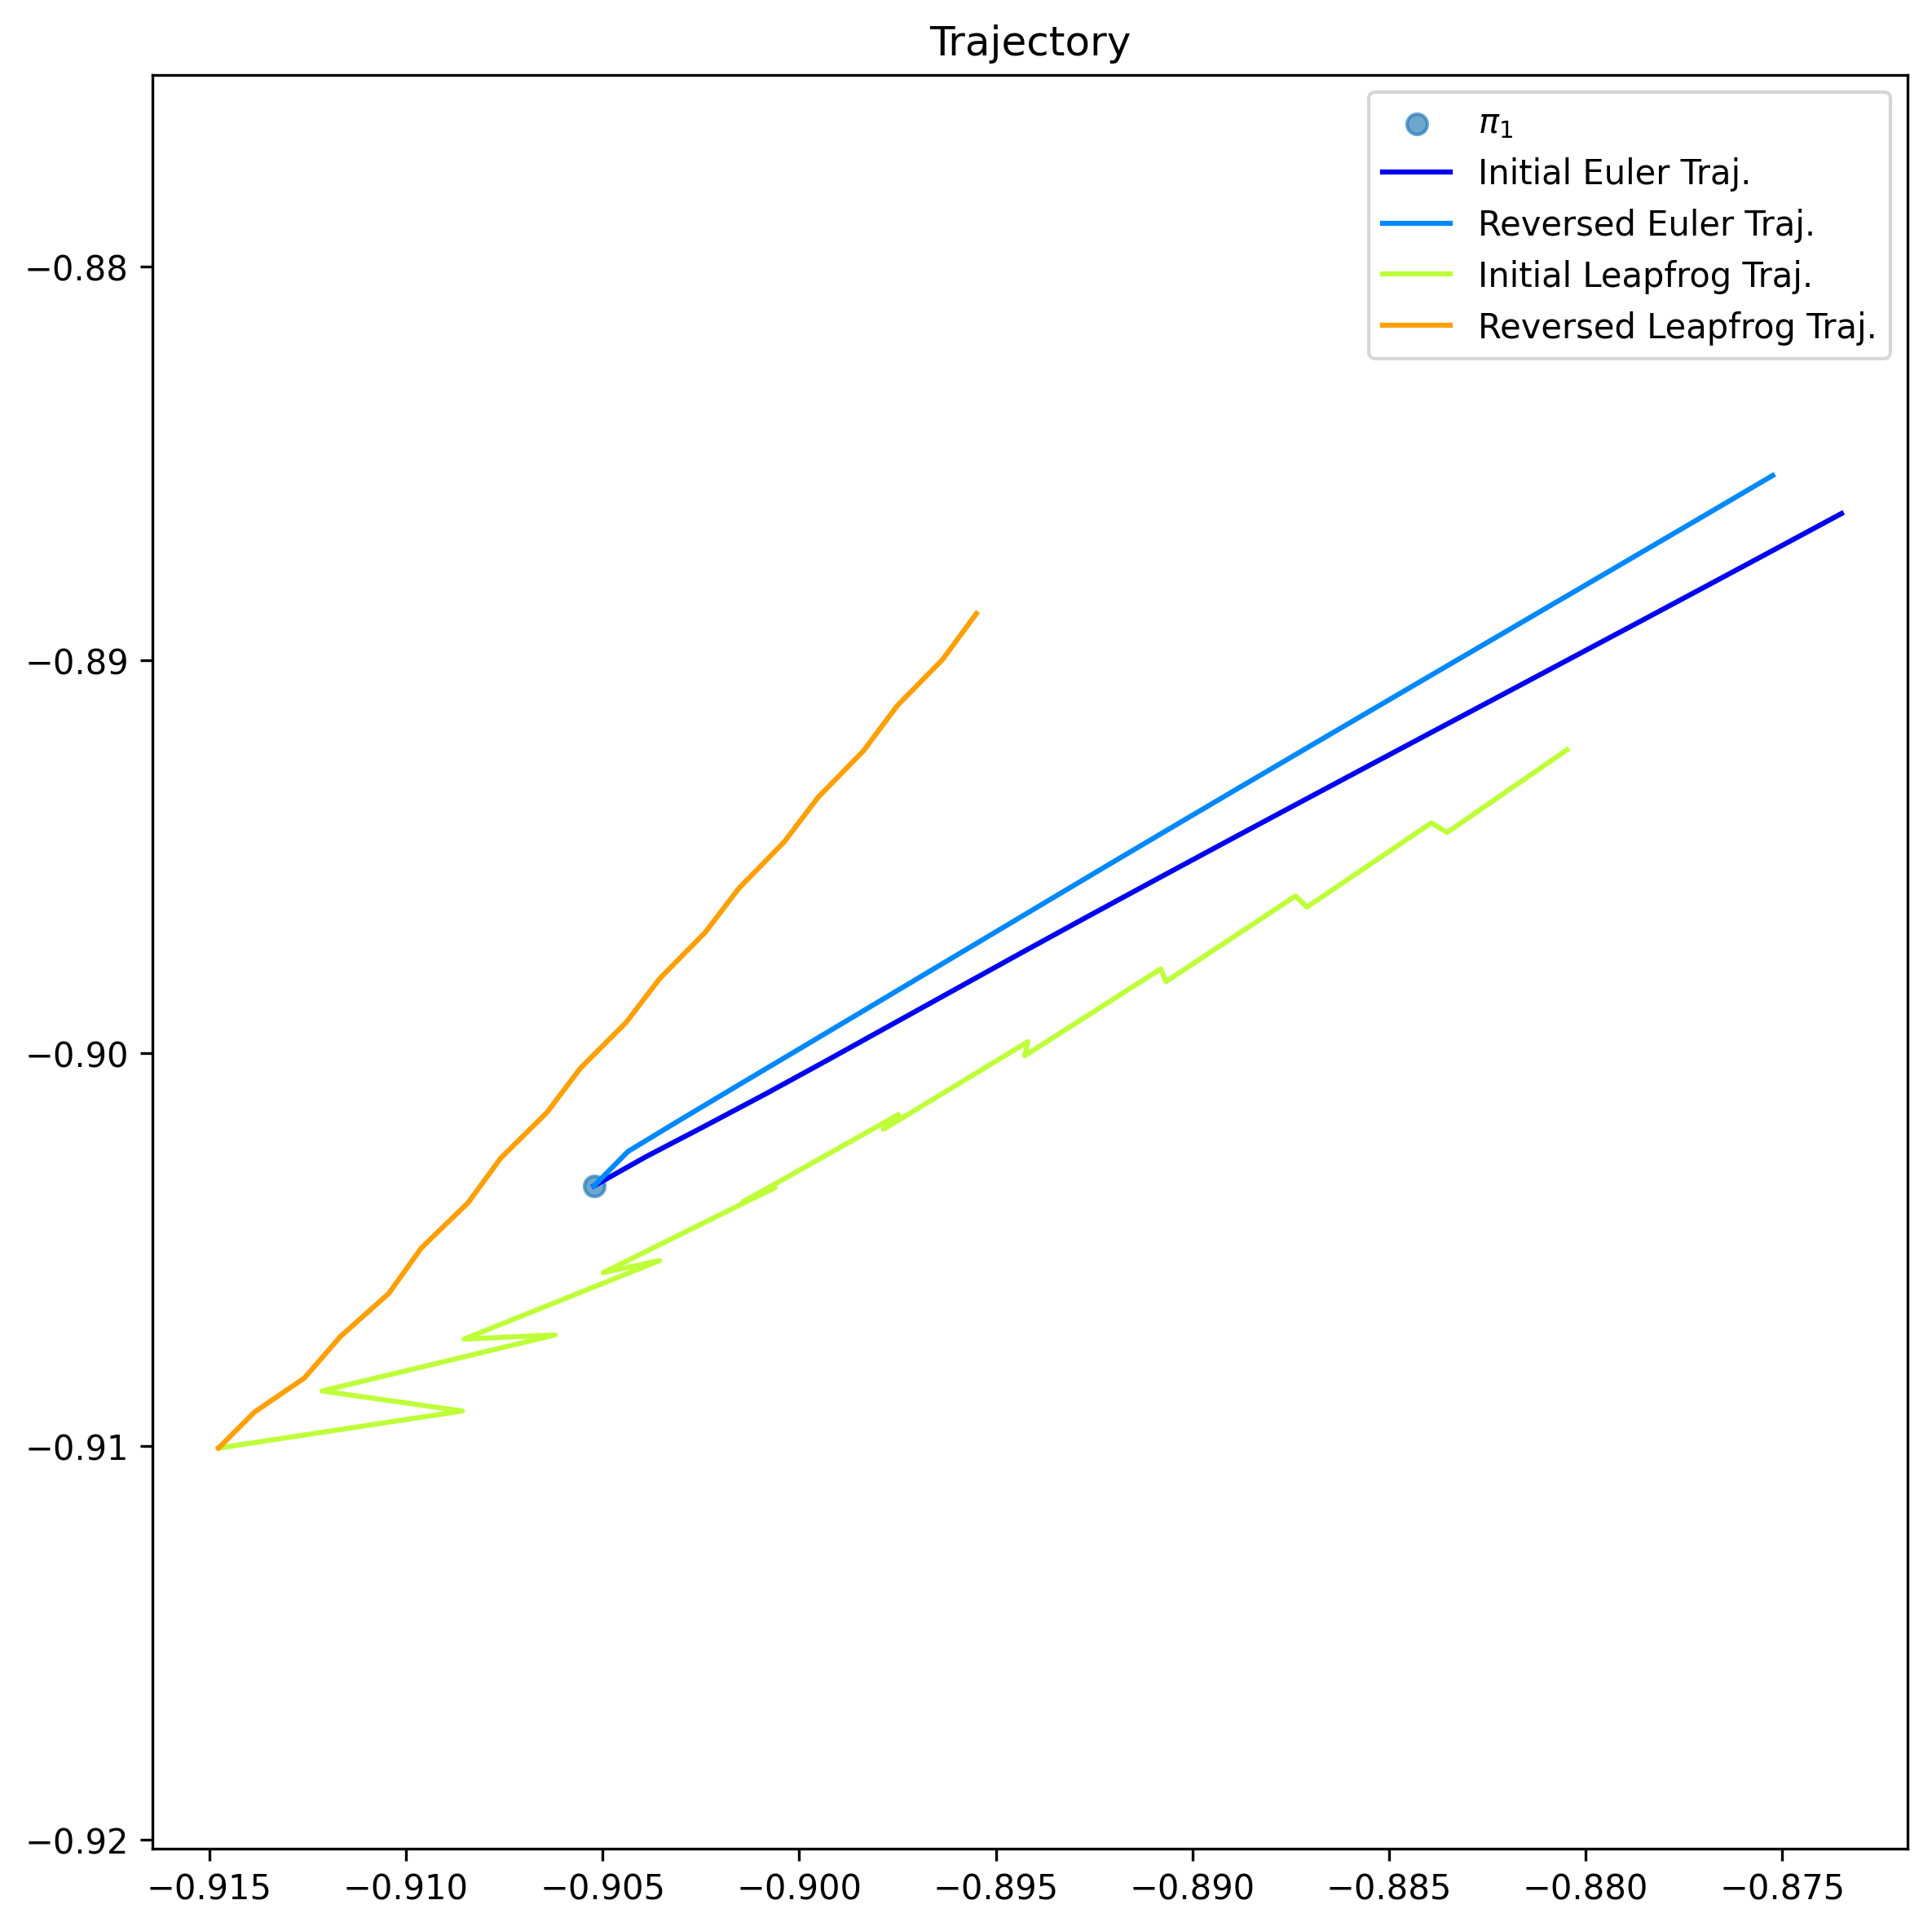 Trajectory
π₁
Initial Euler Traj.
Reversed Euler Traj.
Initial Leapfrog Traj.
Reversed Leapfrog Traj.
−0.88
−0.89
−0.90
−0.91
−0.92
−0.915 −0.910 −0.905 −0.900 −0.895 −0.890 −0.885 −0.880 −0.875